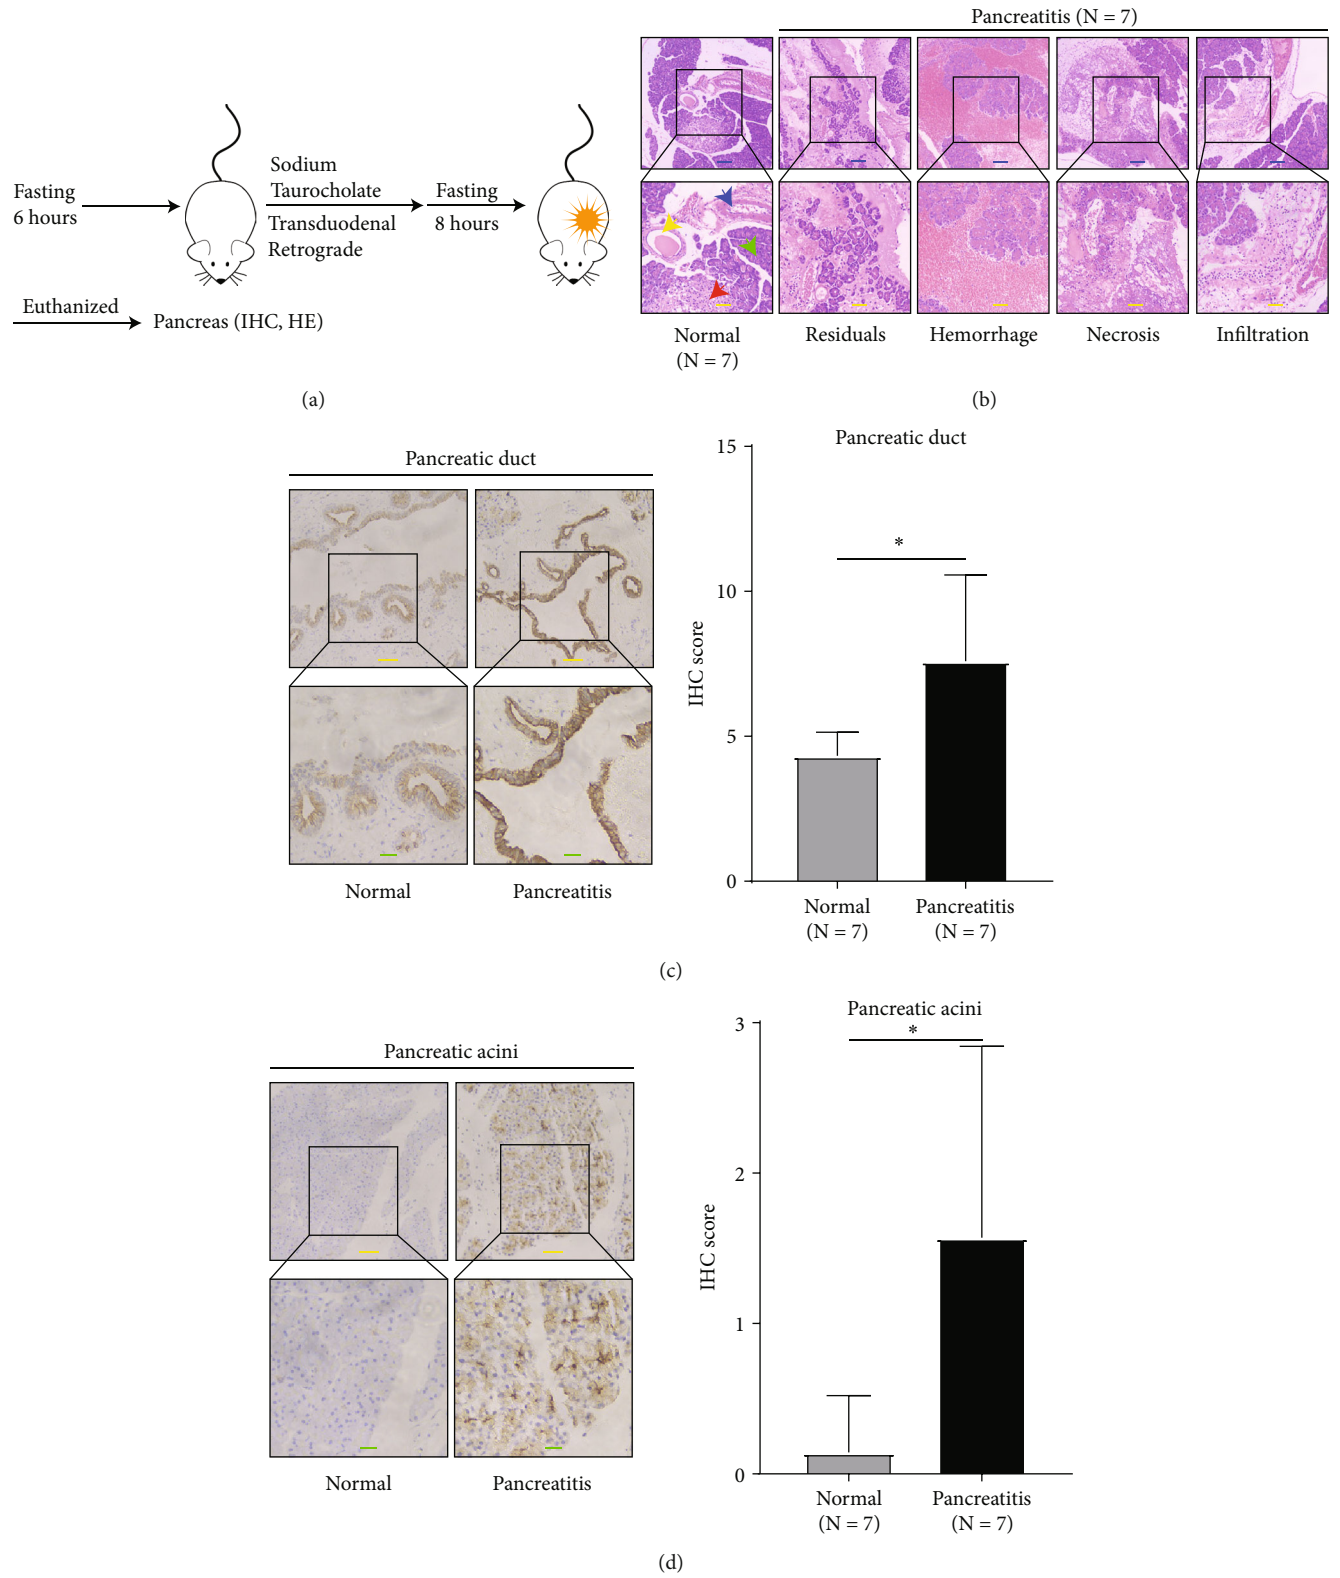 Fasting
6 hours
Sodium
Taurocholate
Transduodenal
Retrograde
Fasting
8 hours
Euthanized
Pancreas (IHC, HE)
(a)
Pancreatitis (N = 7)
Normal
(N = 7)
Residuals
Hemorrhage
Necrosis
Infiltration
(b)
Pancreatic duct
Normal
Pancreatitis
Pancreatic duct
15
10
5
0
IHC score
*
Normal
(N = 7)
Pancreatitis
(N = 7)
(c)
Pancreatic acini
Normal
Pancreatitis
Pancreatic acini
3
2
1
0
IHC score
*
Normal
(N = 7)
Pancreatitis
(N = 7)
(d)